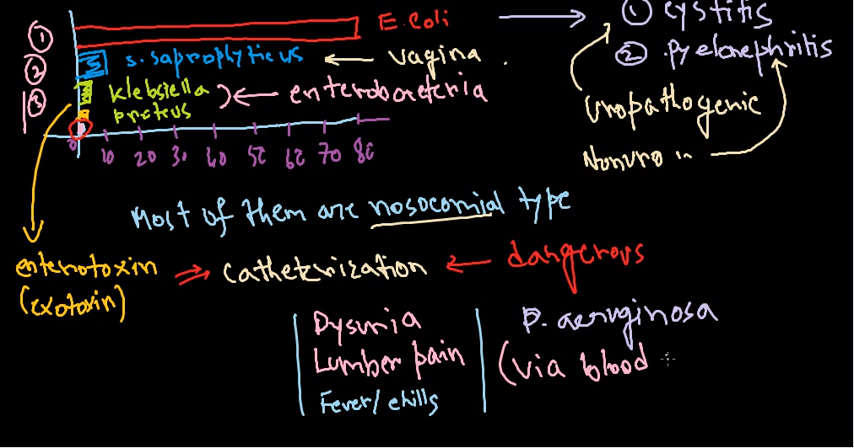 ① E.coli ① cystitis
② S.saprophyticus vagina . ② .pyelonephritis
③ klebsiella enterobacteria
proteus
Uropathogenic
0 10 20 30 40 50 60 70 80
Nonuro "
Most of them are nosocomial type
enterotoxin catheterization dangerous
(exotoxin)
Dysuria P. aeruginosa
Lumber pain (via blood
Fever/chills